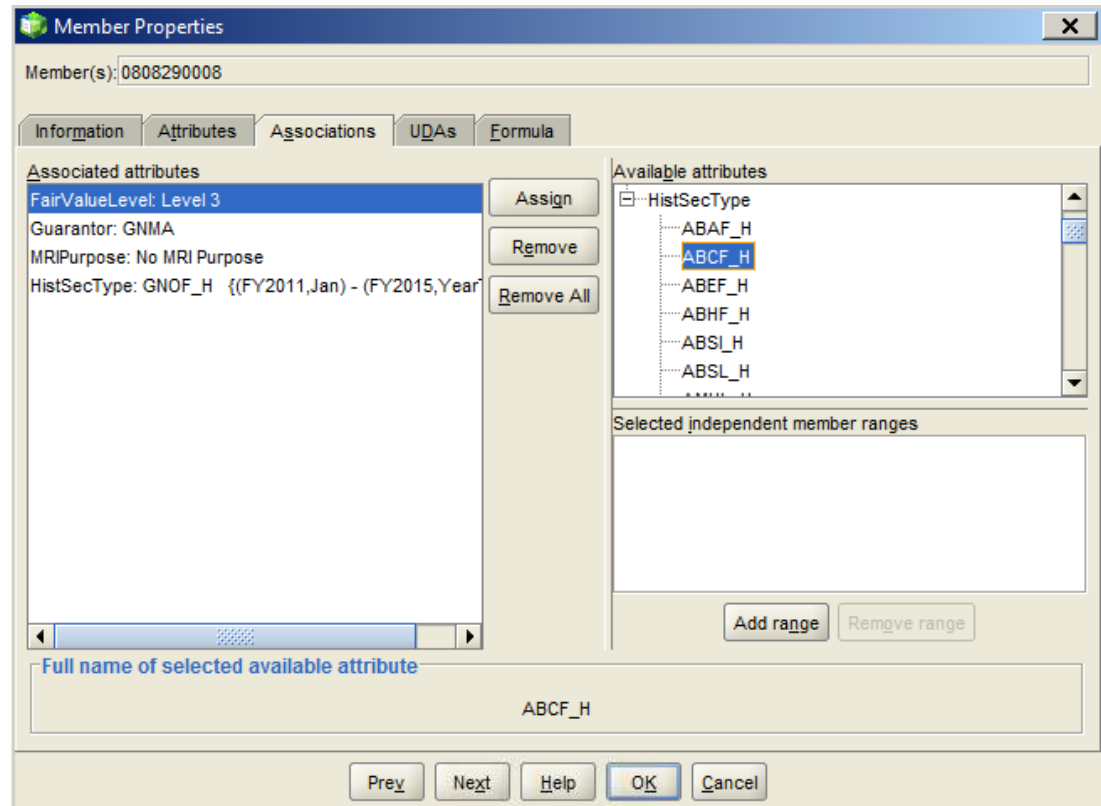 Member Properties
Member(s): 0808290008
Information Attributes Associations UDAs Formula
Associated attributes
FairValueLevel: Level 3
Guarantor: GNMA
MRIPurpose: No MRI Purpose
HistSecType: GNOF_H {(FY2011,Jan) - (FY2015,Year
Assign
Remove
Remove All
Available attributes
HistSecType
ABAF_H
ABCF_H
ABEF_H
ABHF_H
ABSI_H
ABSL_H
Selected independent member ranges
Add range Remove range
Full name of selected available attribute
ABCF_H
Prev Next Help OK Cancel